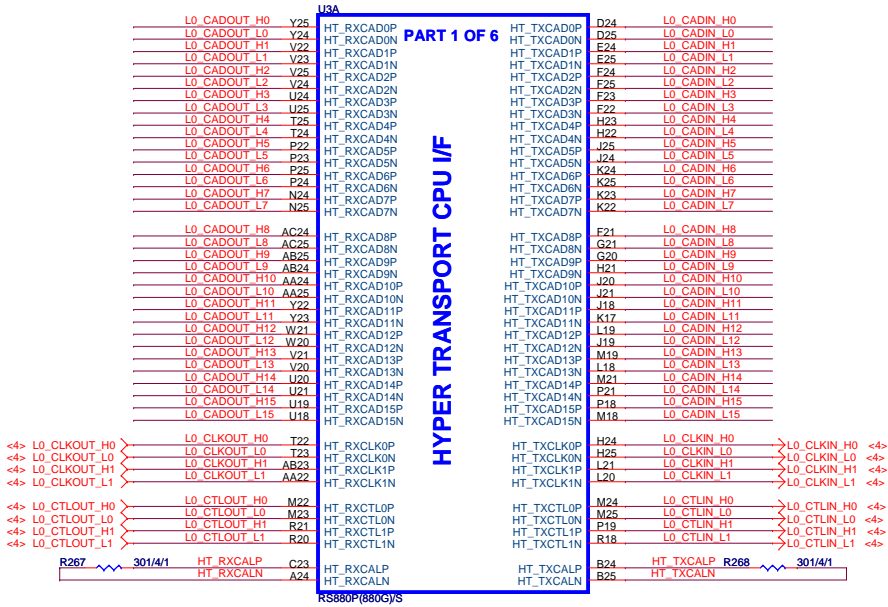 U3A
PART 1 OF 6
HYPER TRANSPORT CPU I/F
L0_CADOUT_H0 Y25 HT_RXCAD0P HT_TXCAD0P D24 L0_CADIN_H0
L0_CADOUT_L0 Y24 HT_RXCAD0N HT_TXCAD0N D25 L0_CADIN_L0
L0_CADOUT_H1 V22 HT_RXCAD1P HT_TXCAD1P E24 L0_CADIN_H1
L0_CADOUT_L1 V23 HT_RXCAD1N HT_TXCAD1N E25 L0_CADIN_L1
L0_CADOUT_H2 V25 HT_RXCAD2P HT_TXCAD2P F24 L0_CADIN_H2
L0_CADOUT_L2 V24 HT_RXCAD2N HT_TXCAD2N F25 L0_CADIN_L2
L0_CADOUT_H3 U24 HT_RXCAD3P HT_TXCAD3P F23 L0_CADIN_H3
L0_CADOUT_L3 U25 HT_RXCAD3N HT_TXCAD3N F22 L0_CADIN_L3
L0_CADOUT_H4 T25 HT_RXCAD4P HT_TXCAD4P H23 L0_CADIN_H4
L0_CADOUT_L4 T24 HT_RXCAD4N HT_TXCAD4N H22 L0_CADIN_L4
L0_CADOUT_H5 P22 HT_RXCAD5P HT_TXCAD5P J25 L0_CADIN_H5
L0_CADOUT_L5 P23 HT_RXCAD5N HT_TXCAD5N J24 L0_CADIN_L5
L0_CADOUT_H6 P25 HT_RXCAD6P HT_TXCAD6P K24 L0_CADIN_H6
L0_CADOUT_L6 P24 HT_RXCAD6N HT_TXCAD6N K25 L0_CADIN_L6
L0_CADOUT_H7 N24 HT_RXCAD7P HT_TXCAD7P K23 L0_CADIN_H7
L0_CADOUT_L7 N25 HT_RXCAD7N HT_TXCAD7N K22 L0_CADIN_L7
L0_CADOUT_H8 AC24 HT_RXCAD8P HT_TXCAD8P F21 L0_CADIN_H8
L0_CADOUT_L8 AC25 HT_RXCAD8N HT_TXCAD8N G21 L0_CADIN_L8
L0_CADOUT_H9 AB25 HT_RXCAD9P HT_TXCAD9P G20 L0_CADIN_H9
L0_CADOUT_L9 AB24 HT_RXCAD9N HT_TXCAD9N H21 L0_CADIN_L9
L0_CADOUT_H10 AA24 HT_RXCAD10P HT_TXCAD10P J20 L0_CADIN_H10
L0_CADOUT_L10 AA25 HT_RXCAD10N HT_TXCAD10N J21 L0_CADIN_L10
L0_CADOUT_H11 Y22 HT_RXCAD11P HT_TXCAD11P J18 L0_CADIN_H11
L0_CADOUT_L11 Y23 HT_RXCAD11N HT_TXCAD11N K17 L0_CADIN_L11
L0_CADOUT_H12 W21 HT_RXCAD12P HT_TXCAD12P L19 L0_CADIN_H12
L0_CADOUT_L12 W20 HT_RXCAD12N HT_TXCAD12N J19 L0_CADIN_L12
L0_CADOUT_H13 V21 HT_RXCAD13P HT_TXCAD13P M19 L0_CADIN_H13
L0_CADOUT_L13 V20 HT_RXCAD13N HT_TXCAD13N L18 L0_CADIN_L13
L0_CADOUT_H14 U20 HT_RXCAD14P HT_TXCAD14P M21 L0_CADIN_H14
L0_CADOUT_L14 U21 HT_RXCAD14N HT_TXCAD14N P21 L0_CADIN_L14
L0_CADOUT_H15 U19 HT_RXCAD15P HT_TXCAD15P P18 L0_CADIN_H15
L0_CADOUT_L15 U18 HT_RXCAD15N HT_TXCAD15N M18 L0_CADIN_L15
<4> L0_CLKOUT_H0 L0_CLKOUT_H0 T22 HT_RXCLK0P HT_TXCLK0P H24 L0_CLKIN_H0 L0_CLKIN_H0 <4>
<4> L0_CLKOUT_L0 L0_CLKOUT_L0 T23 HT_RXCLK0N HT_TXCLK0N H25 L0_CLKIN_L0 L0_CLKIN_L0 <4>
<4> L0_CLKOUT_H1 L0_CLKOUT_H1 AB23 HT_RXCLK1P HT_TXCLK1P L21 L0_CLKIN_H1 L0_CLKIN_H1 <4>
<4> L0_CLKOUT_L1 L0_CLKOUT_L1 AA22 HT_RXCLK1N HT_TXCLK1N L20 L0_CLKIN_L1 L0_CLKIN_L1 <4>
<4> L0_CTLOUT_H0 L0_CTLOUT_H0 M22 HT_RXCTL0P HT_TXCTL0P M24 L0_CTLIN_H0 L0_CTLIN_H0 <4>
<4> L0_CTLOUT_L0 L0_CTLOUT_L0 M23 HT_RXCTL0N HT_TXCTL0N M25 L0_CTLIN_L0 L0_CTLIN_L0 <4>
<4> L0_CTLOUT_H1 L0_CTLOUT_H1 R21 HT_RXCTL1P HT_TXCTL1P P19 L0_CTLIN_H1 L0_CTLIN_H1 <4>
<4> L0_CTLOUT_L1 L0_CTLOUT_L1 R20 HT_RXCTL1N HT_TXCTL1N R18 L0_CTLIN_L1 L0_CTLIN_L1 <4>
R267 301/4/1 HT_RXCALP C23 HT_RXCALP HT_TXCALP B24 HT_TXCALP R268 301/4/1
HT_RXCALN A24 HT_RXCALN HT_TXCALN B25 HT_TXCALN
RS880P(880G)/S